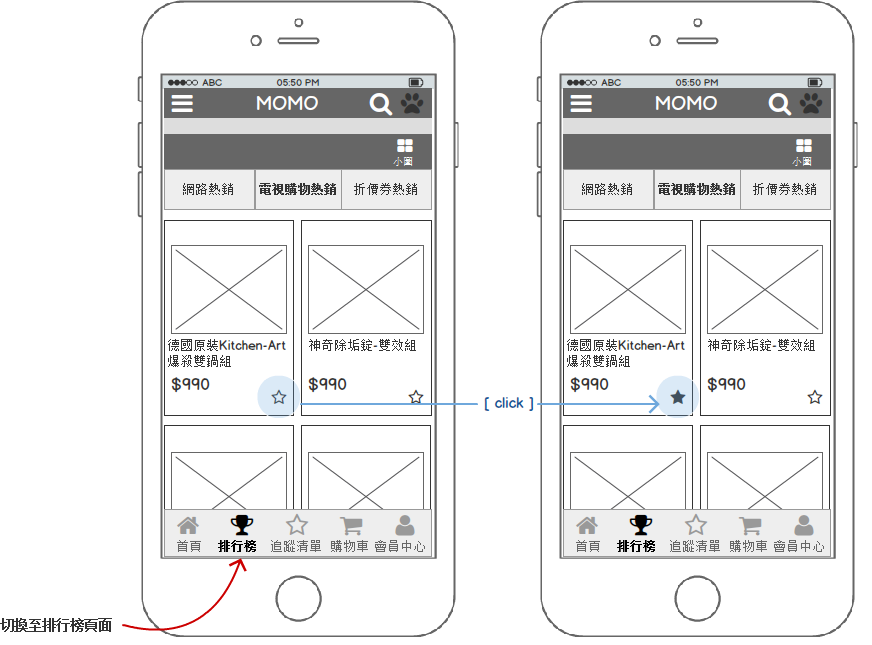 ABC 05:50 PM
MOMO
小圖
網路熱銷 電視購物熱銷 折價券熱銷
德國原裝Kitchen-Art
爆殺雙鍋組
$990
神奇除垢錠-雙效組
$990
首頁 排行榜 追蹤清單 購物車 會員中心
切換至排行榜頁面
[ click ]
ABC 05:50 PM
MOMO
小圖
網路熱銷 電視購物熱銷 折價券熱銷
德國原裝Kitchen-Art
爆殺雙鍋組
$990
神奇除垢錠-雙效組
$990
首頁 排行榜 追蹤清單 購物車 會員中心